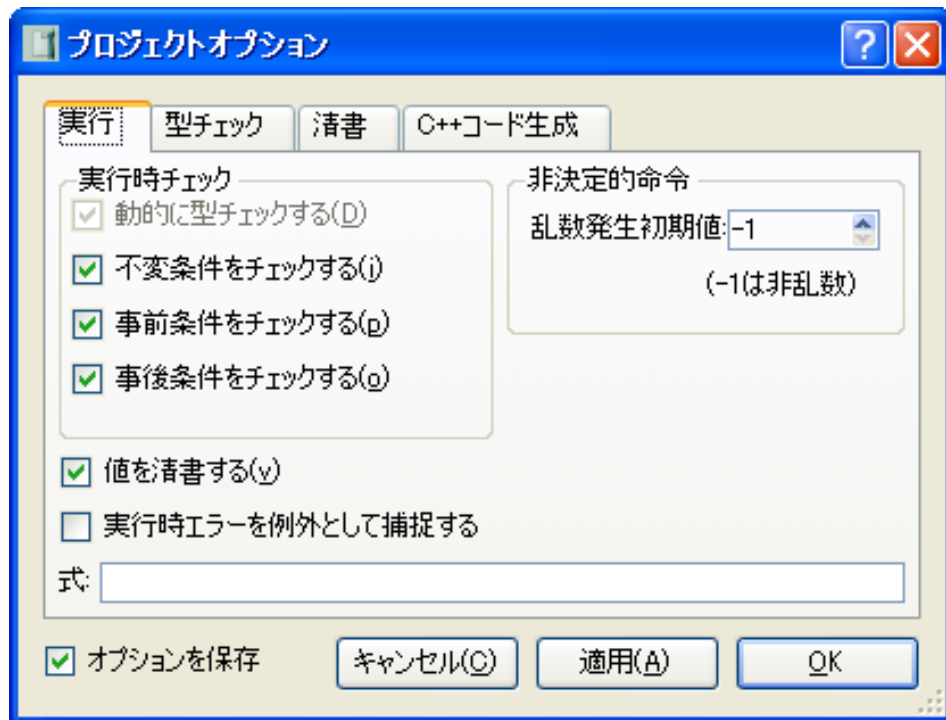 プロジェクトオプション
実行 型チェック 清書 C++コード生成
実行時チェック
動的に型チェックする(D)
不変条件をチェックする(i)
事前条件をチェックする(p)
事後条件をチェックする(o)
非決定的命令
乱数発生初期値: -1
(-1は非乱数)
値を清書する(v)
実行時エラーを例外として捕捉する
式:
オプションを保存 キャンセル(C) 適用(A) OK